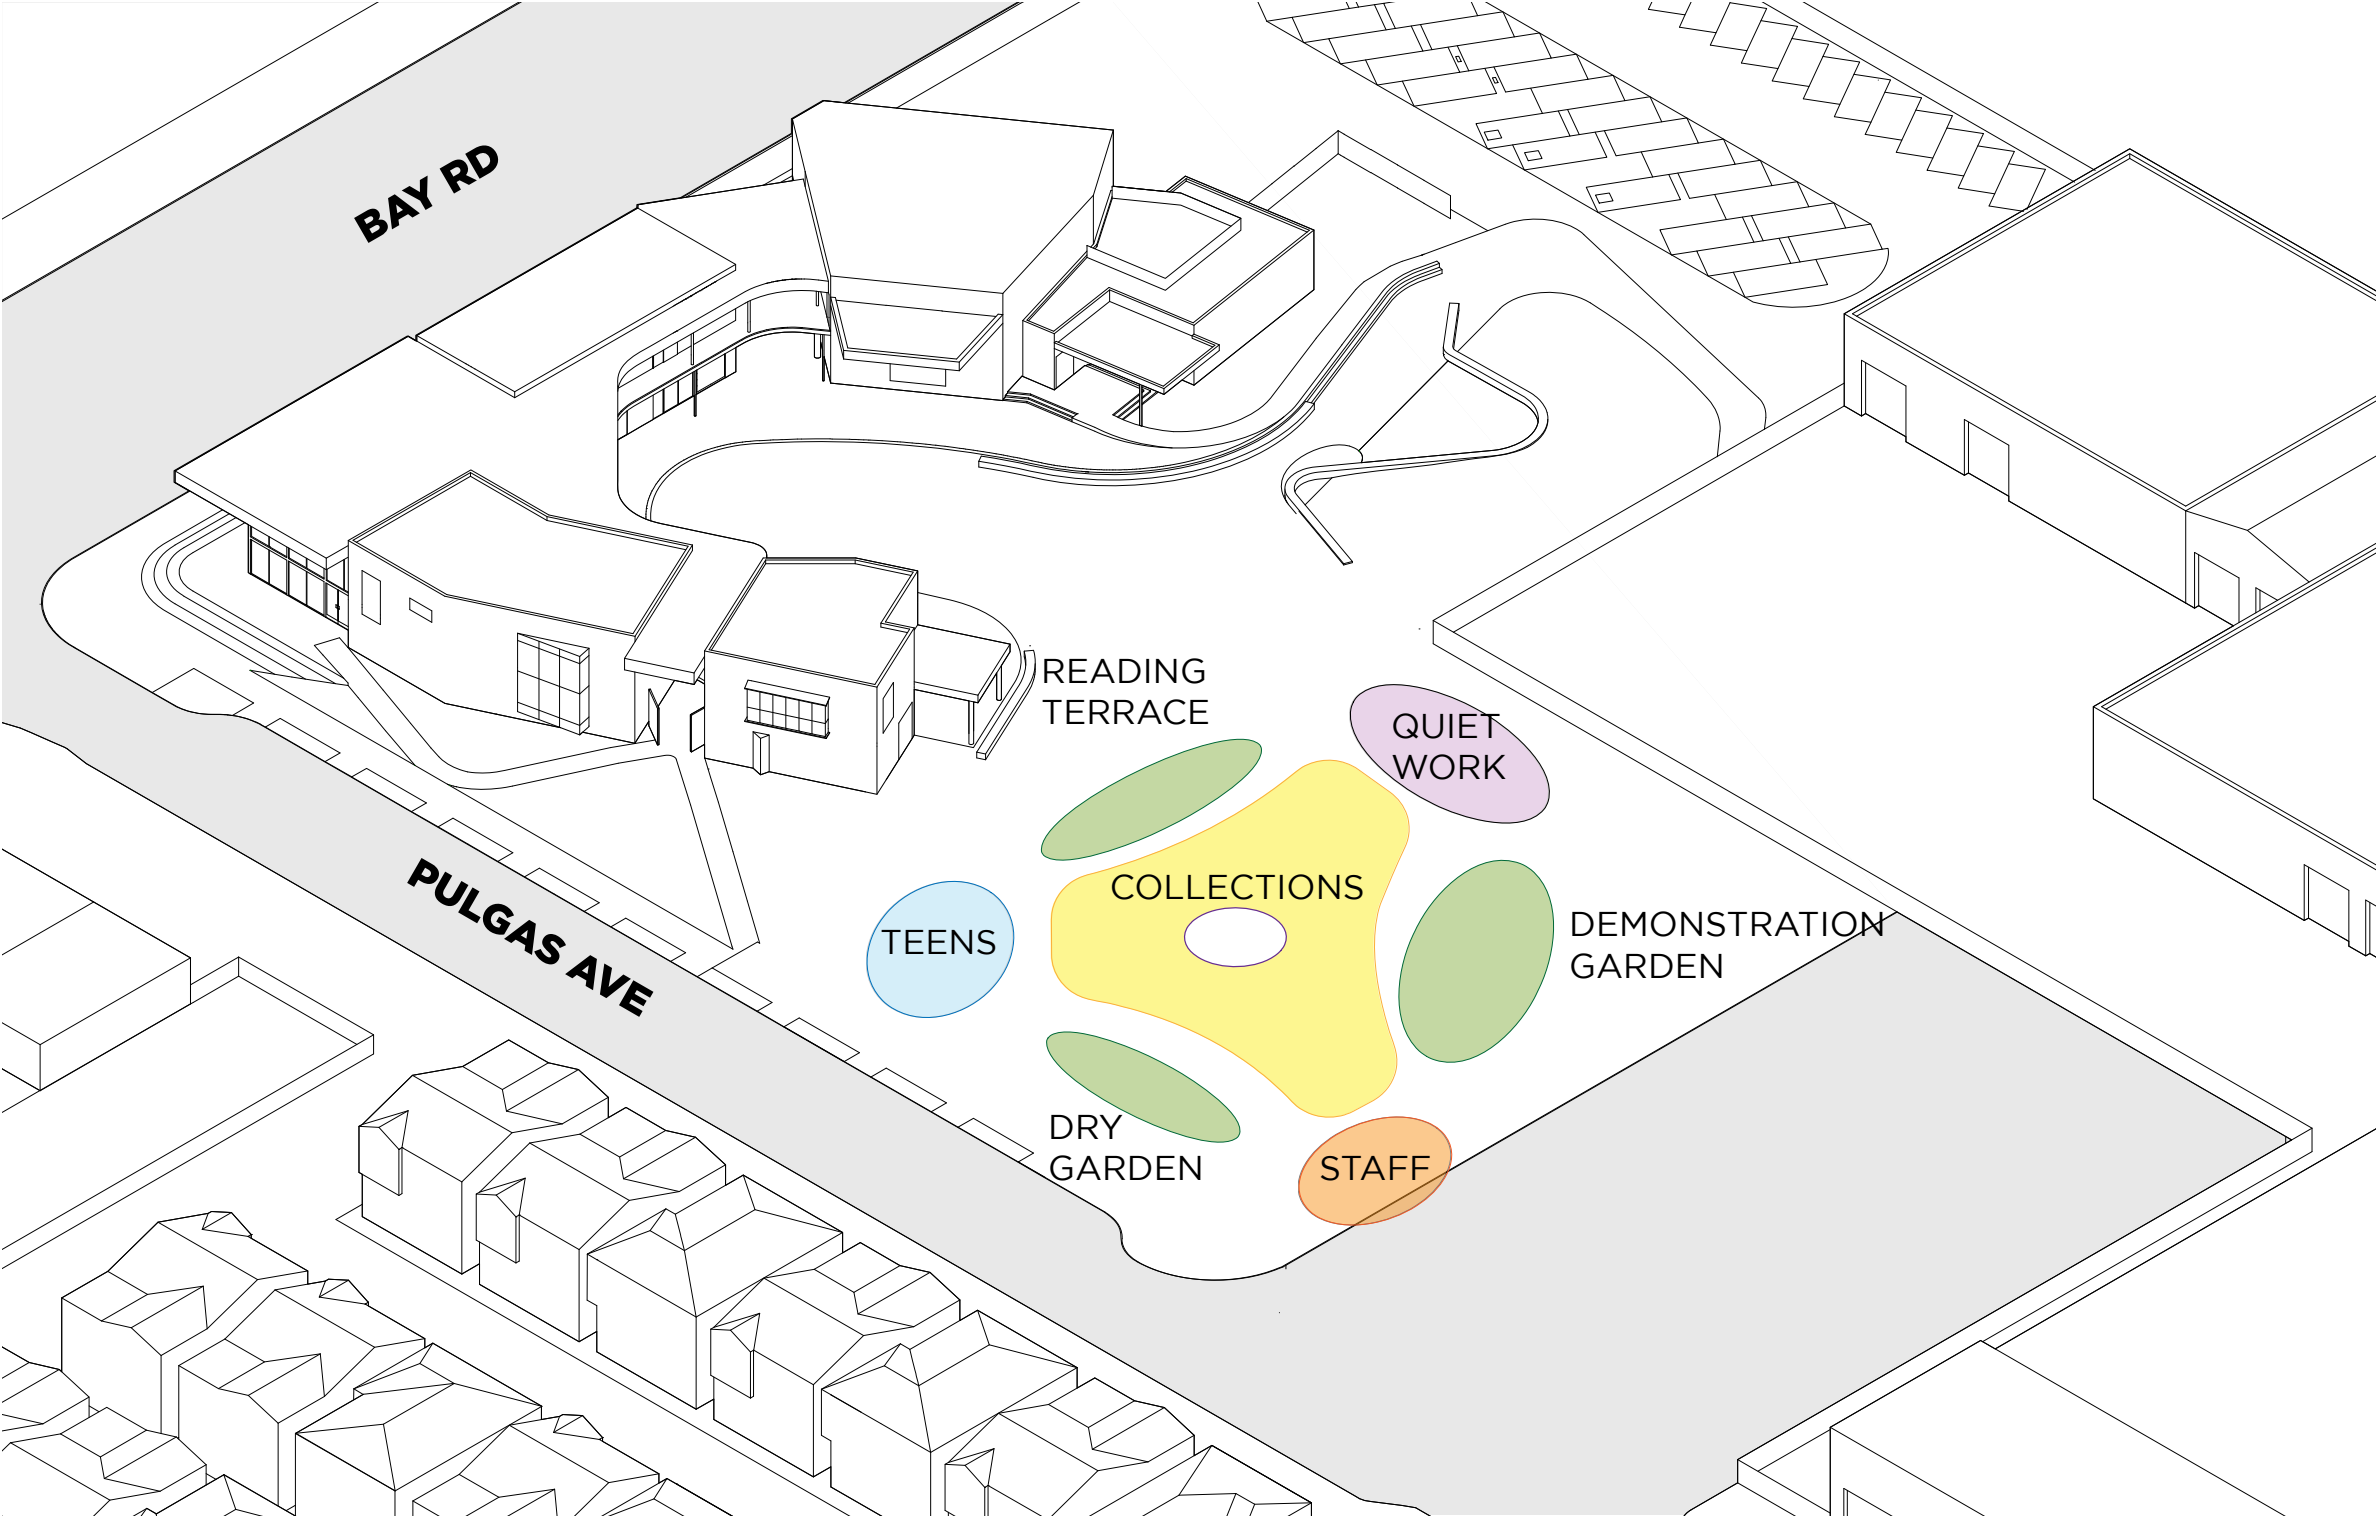 BAY RD
READING
TERRACE
QUIET
WORK
COLLECTIONS
TEENS
DEMONSTRATION
GARDEN
PULGAS AVE
DRY
GARDEN
STAFF